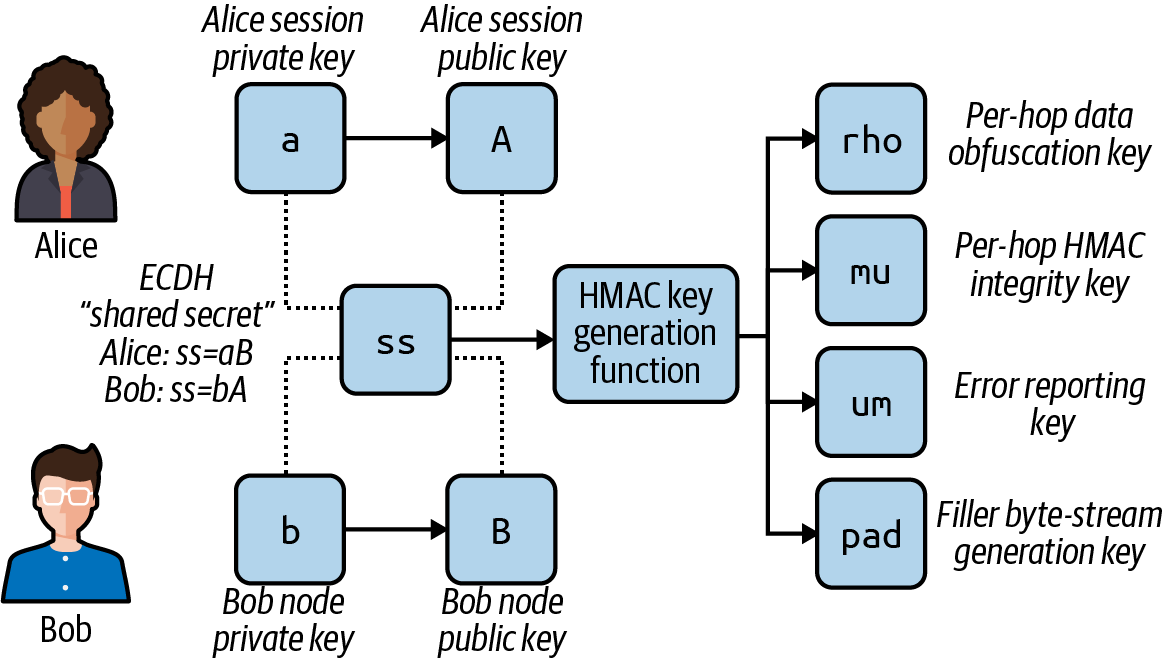 Alice session
private key
Alice session
public key
a
A
Alice
ECDH
“shared secret”
Alice: ss=aB
Bob: ss=bA
ss
HMAC key
generation
function
rho
Per-hop data
obfuscation key
mu
Per-hop HMAC
integrity key
um
Error reporting
key
pad
Filler byte-stream
generation key
b
B
Bob node
private key
Bob node
public key
Bob